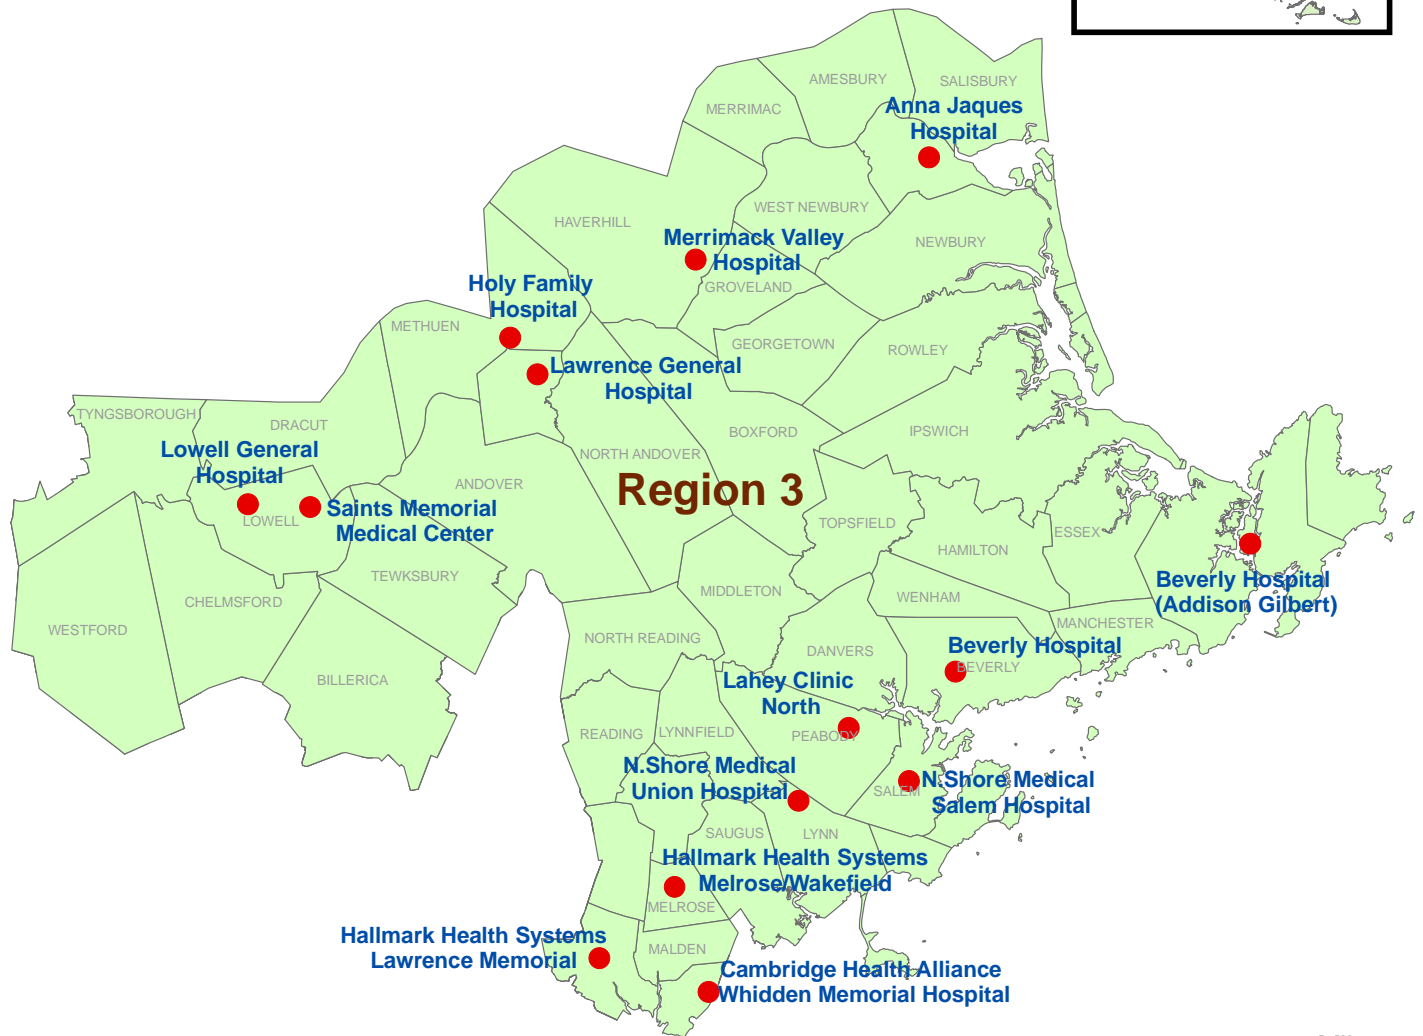 AMESBURY
SALISBURY
MERRIMAC
Anna Jaques
Hospital
WEST NEWBURY
HAVERHILL
NEWBURY
Merrimack Valley
Hospital
GROVELAND
Holy Family
Hospital
METHUEN
GEORGETOWN
ROWLEY
Lawrence General
Hospital
TYNGSBOROUGH
DRACUT
BOXFORD
IPSWICH
Lowell General
Hospital
NORTH ANDOVER
ANDOVER
Region 3
Saints Memorial
Medical Center
LOWELL
TOPSFIELD
ESSEX
HAMILTON
TEWKSBURY
Beverly Hospital
(Addison Gilbert)
MIDDLETON
WENHAM
CHELMSFORD
MANCHESTER
WESTFORD
NORTH READING
DANVERS
Beverly Hospital
BEVERLY
BILLERICA
Lahey Clinic
North
READING
LYNNFIELD
PEABODY
N.Shore Medical
Union Hospital
N.Shore Medical
Salem Hospital
SALEM
SAUGUS
LYNN
Hallmark Health Systems
Melrose/Wakefield
MELROSE
Hallmark Health Systems
Lawrence Memorial
MALDEN
Cambridge Health Alliance
Whidden Memorial Hospital